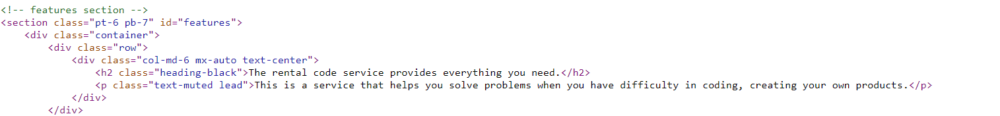 <!-- features section -->
<section class="pt-6 pb-7" id="features">
    <div class="container">
        <div class="row">
            <div class="col-md-6 mx-auto text-center">
                <h2 class="heading-black">The rental code service provides everything you need.</h2>
                <p class="text-muted lead">This is a service that helps you solve problems when you have difficulty in coding, creating your own products.</p>
            </div>
        </div>